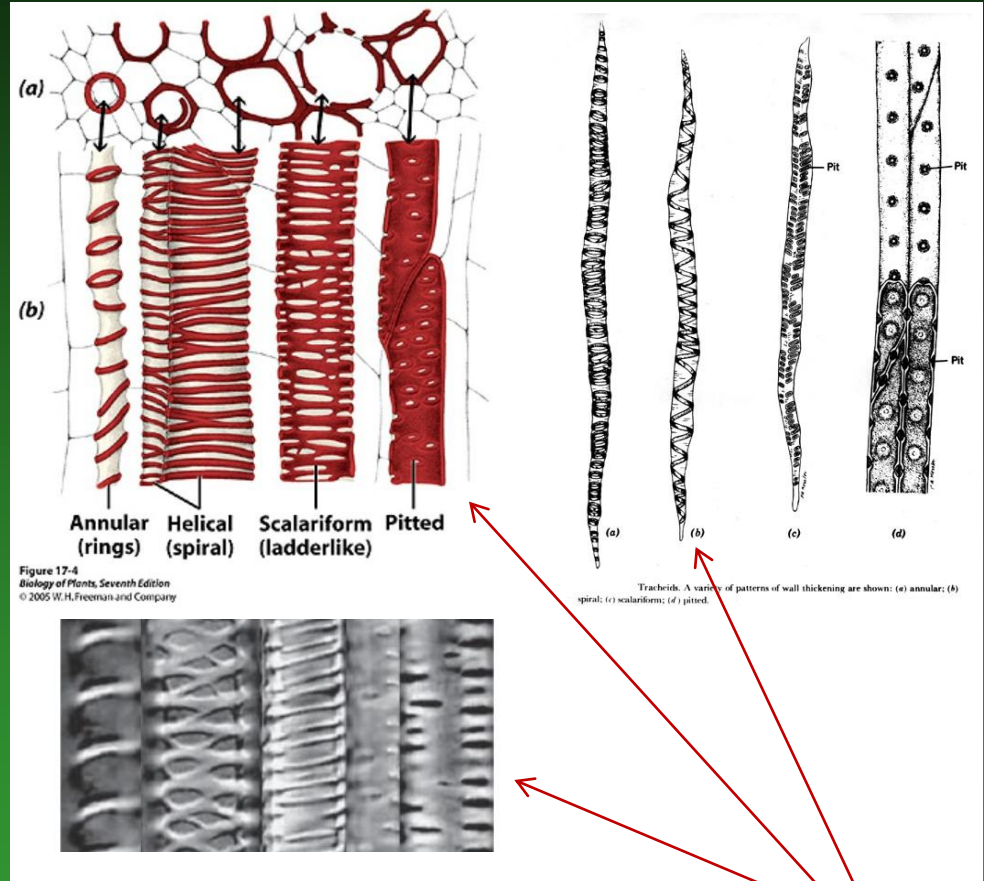 (a)
(b)
Annular
(rings)
Helical
(spiral)
Scalariform
(ladderlike)
Pitted
Figure 17-4
Biology of Plants, Seventh Edition
© 2005 W.H. Freeman and Company
Pit
Pit
Pit
(a)
(b)
(c)
(d)
Tracheids. A variety of patterns of wall thickening are shown: (a) annular; (b)
spiral; (c) scalariform; (d) pitted.